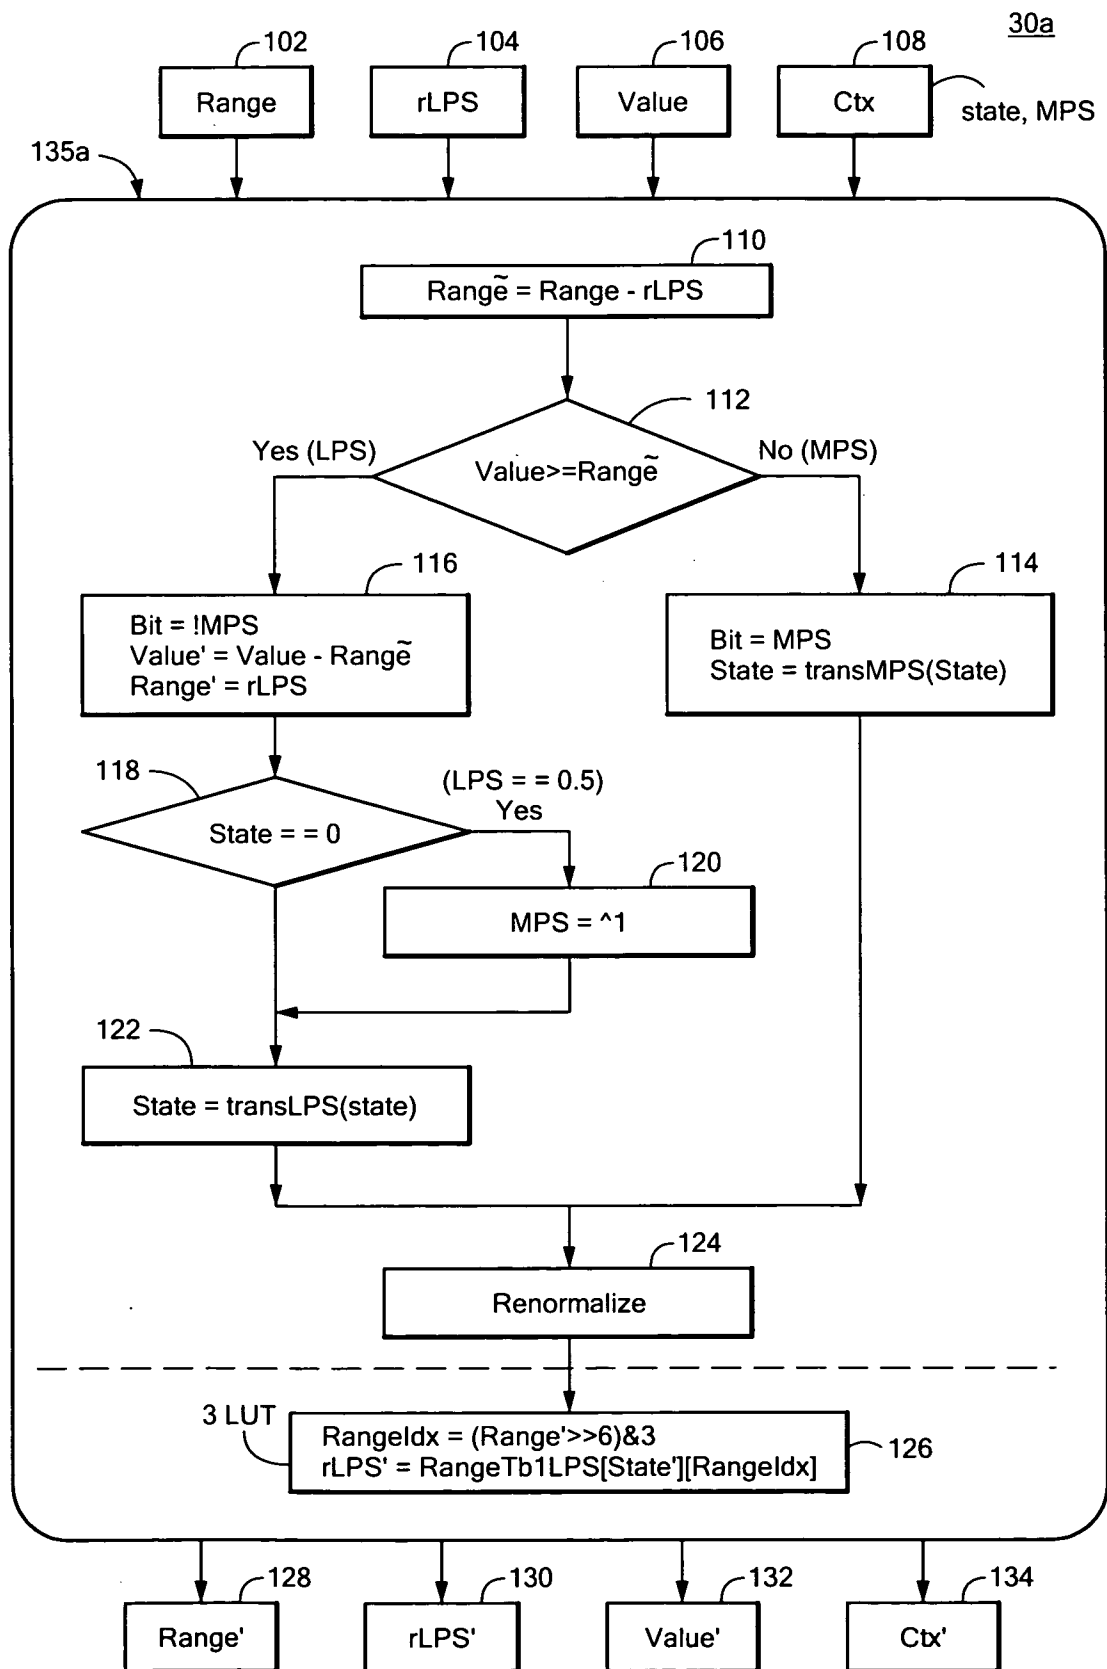 30a
102
104
106
108
Range
rLPS
Value
Ctx
state, MPS
135a
110
Rang~e = Range - rLPS
112
Yes (LPS)
No (MPS)
Value>=Rang~e
116
114
Bit = !MPS
Value' = Value - Rang~e
Range' = rLPS
Bit = MPS
State = transMPS(State)
118
(LPS = = 0.5)
Yes
State = = 0
120
MPS = ^1
122
State = transLPS(state)
124
Renormalize
3 LUT
RangeIdx = (Range'>>6)&3
rLPS' = RangeTb1LPS[State'][RangeIdx]
126
128
130
132
134
Range'
rLPS'
Value'
Ctx'